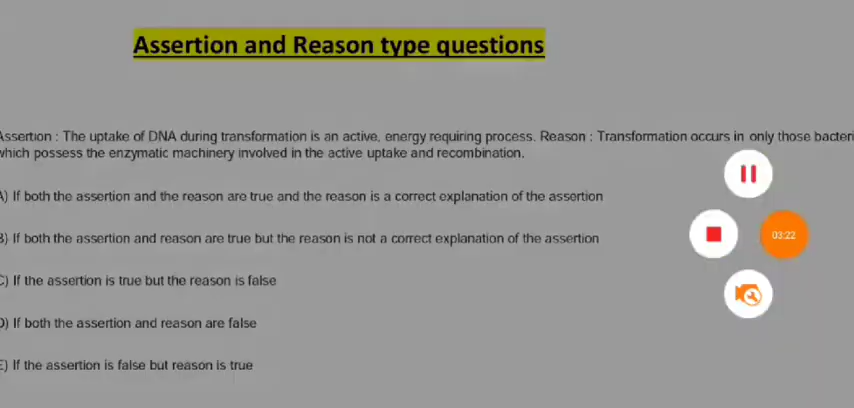 Assertion and Reason type questions
Assertion : The uptake of DNA during transformation is an active, energy requiring process. Reason : Transformation occurs in only those bacteri
which possess the enzymatic machinery involved in the active uptake and recombination.
A) If both the assertion and the reason are true and the reason is a correct explanation of the assertion
B) If both the assertion and reason are true but the reason is not a correct explanation of the assertion
C) If the assertion is true but the reason is false
D) If both the assertion and reason are false
E) If the assertion is false but reason is true
03:22